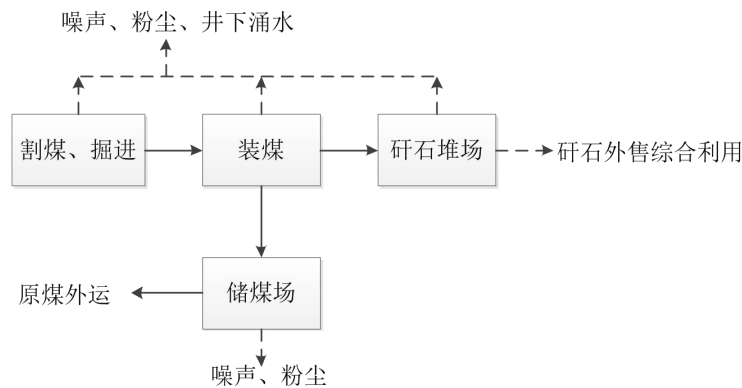 噪声、粉尘、井下涌水
割煤、掘进
装煤
矸石堆场
矸石外售综合利用
原煤外运
储煤场
噪声、粉尘